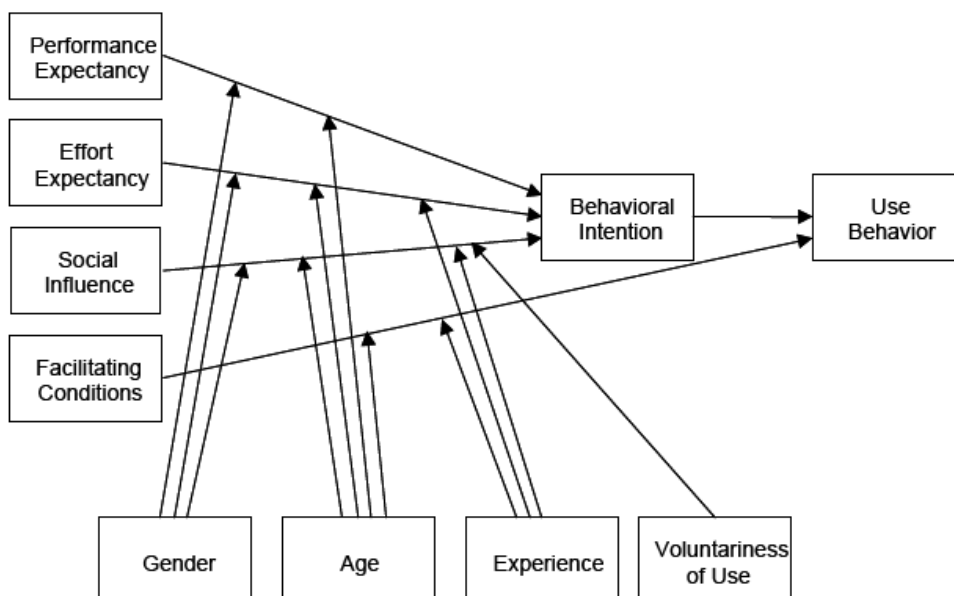 Performance
Expectancy
Effort
Expectancy
Social
Influence
Facilitating
Conditions
Behavioral
Intention
Use
Behavior
Gender
Age
Experience
Voluntariness
of Use